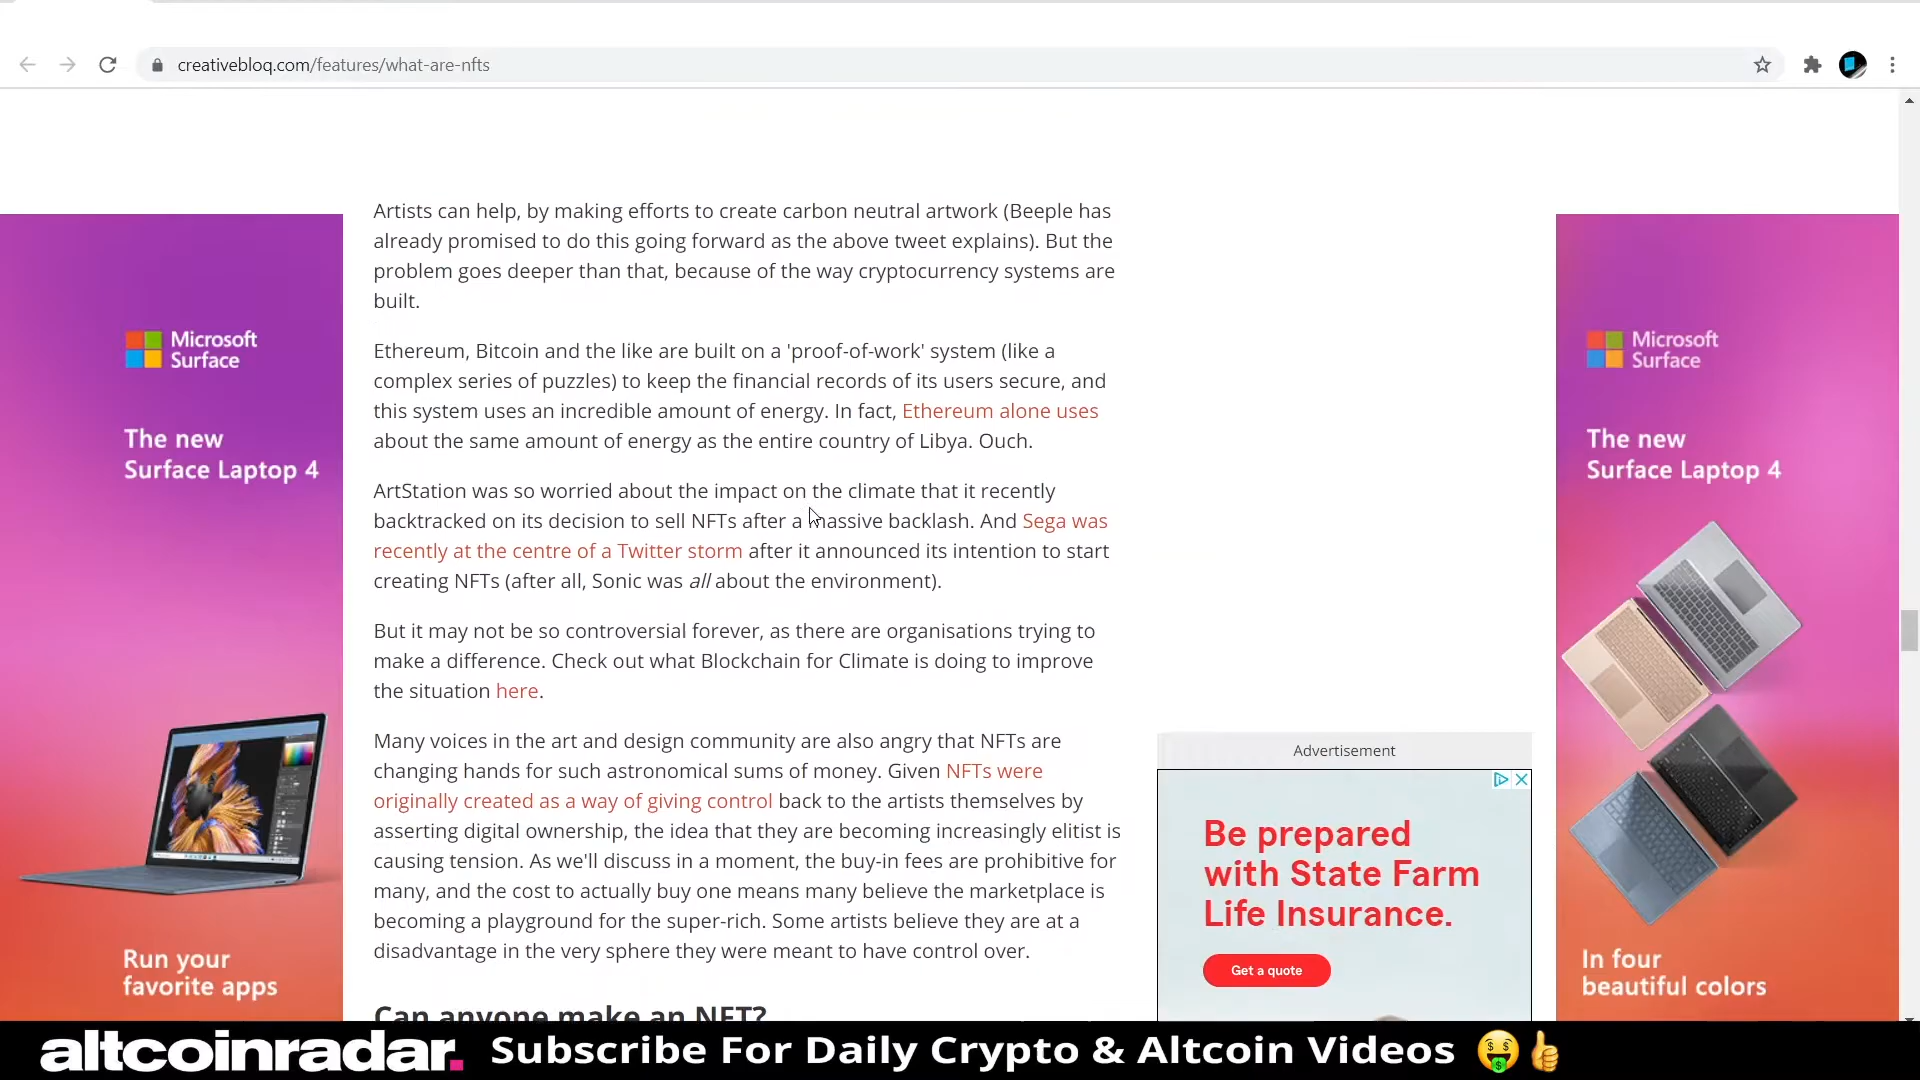 creativebloq.com/features/what-are-nfts
Artists can help, by making efforts to create carbon neutral artwork (Beeple has
already promised to do this going forward as the above tweet explains). But the
problem goes deeper than that, because of the way cryptocurrency systems are
built.
Ethereum, Bitcoin and the like are built on a 'proof-of-work' system (like a
complex series of puzzles) to keep the financial records of its users secure, and
this system uses an incredible amount of energy. In fact, Ethereum alone uses
about the same amount of energy as the entire country of Libya. Ouch.
ArtStation was so worried about the impact on the climate that it recently
backtracked on its decision to sell NFTs after a massive backlash. And Sega was
recently at the centre of a Twitter storm after it announced its intention to start
creating NFTs (after all, Sonic was all about the environment).
But it may not be so controversial forever, as there are organisations trying to
make a difference. Check out what Blockchain for Climate is doing to improve
the situation here.
Many voices in the art and design community are also angry that NFTs are
changing hands for such astronomical sums of money. Given NFTs were
originally created as a way of giving control back to the artists themselves by
asserting digital ownership, the idea that they are becoming increasingly elitist is
causing tension. As we'll discuss in a moment, the buy-in fees are prohibitive for
many, and the cost to actually buy one means many believe the marketplace is
becoming a playground for the super-rich. Some artists believe they are at a
disadvantage in the very sphere they were meant to have control over.
Can anyone make an NFT?
Microsoft
Surface
The new
Surface Laptop 4
Run your
favorite apps
Advertisement
Be prepared
with State Farm
Life Insurance.
Get a quote
Microsoft
Surface
The new
Surface Laptop 4
In four
beautiful colors
altcoinradar. Subscribe For Daily Crypto & Altcoin Videos 🤑👍